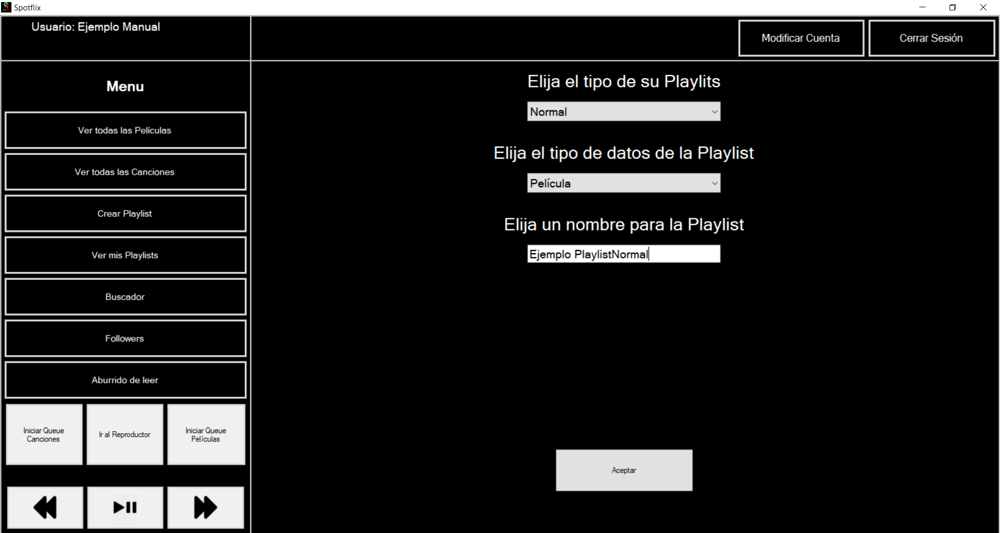 Spotflix
Usuario: Ejemplo Manual
Modificar Cuenta
Cerrar Sesión
Menu
Ver todas las Películas
Ver todas las Canciones
Crear Playlist
Ver mis Playlists
Buscador
Followers
Aburrido de leer
Iniciar Queue
Canciones
Ir al Reproductor
Iniciar Queue
Películas
Elija el tipo de su Playlits
Normal
Elija el tipo de datos de la Playlist
Película
Elija un nombre para la Playlist
Ejemplo PlaylistNormal
Aceptar